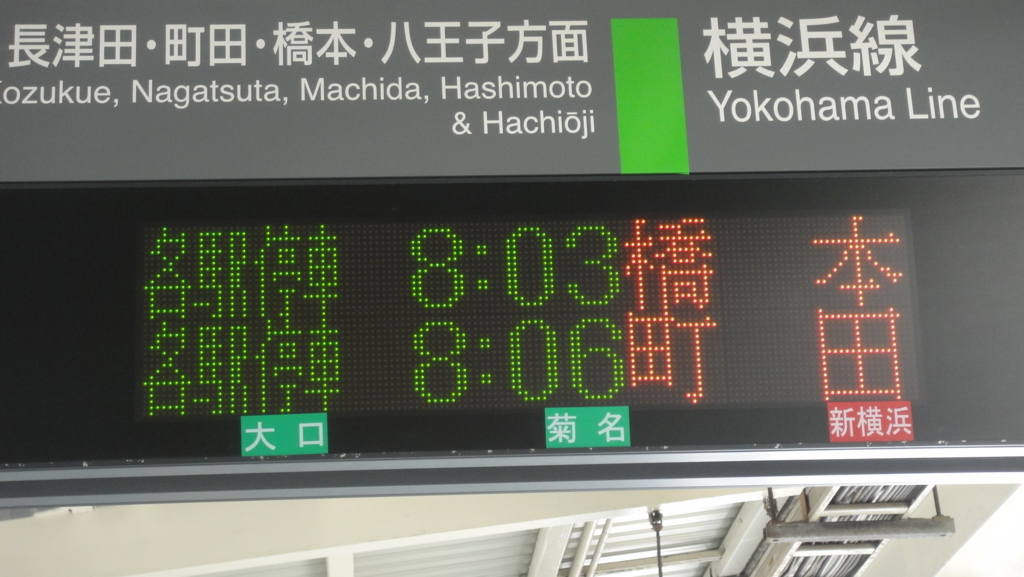 長津田・町田・橋本・八王子方面
Kozukue, Nagatsuta, Machida, Hashimoto
& Hachiōji
横浜線
Yokohama Line
各駅停車 8:03 橋本
各駅停車 8:06 町田
大口 菊名 新横浜